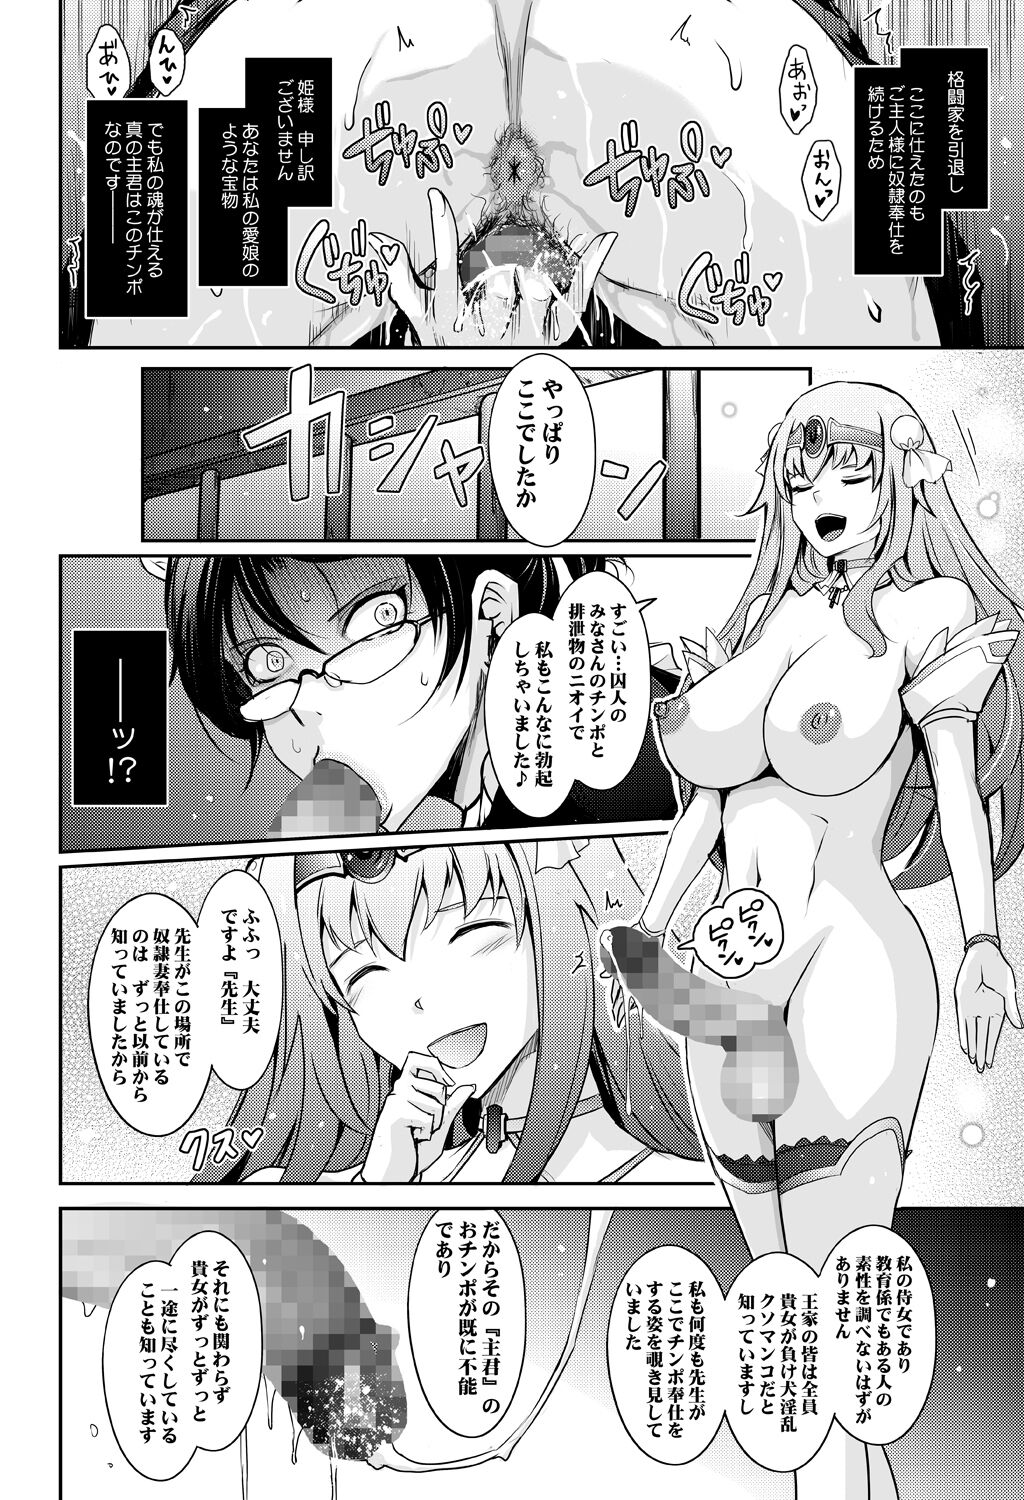 格闘家を引退し
ここに仕えたのも
ご主人様に奴隷奉仕を
続けるため
あおっ
おんっ
ぢゅぷ♥
ぐぢゅ♥
ぢゅぷ♥
ぐぢゅ♥
んひっ♥
あひっ♥
姫様 申し訳
ございません
あなたは私の愛娘の
ような宝物
でも私の魂が仕える
真の主君はこのチンポ
なのです――
ガシャン
やっぱり
ここでしたか
すごい…囚人の
みなさんのチンポと
排泄物のニオイで
私もこんなに勃起
しちゃいました♪
――ッ!?
ピクン♥
ピクン♥
ふふっ 大丈夫
ですよ『先生』
先生がこの場所で
奴隷妻奉仕している
のは ずっと以前から
知っていましたから
クス♥
私の侍女であり
教育係でもある人の
素性を調べないはずが
ありません
王家の皆は全員
貴女が負け犬淫乱
クソマンコだと
知っていますし
私も何度も先生が
ここでチンポ奉仕を
する姿を覗き見して
いました
だからその『主君』の
おチンポが既に不能
であり
それにも関わらず
貴女がずっとずっと
一途に尽くしている
ことも知っています